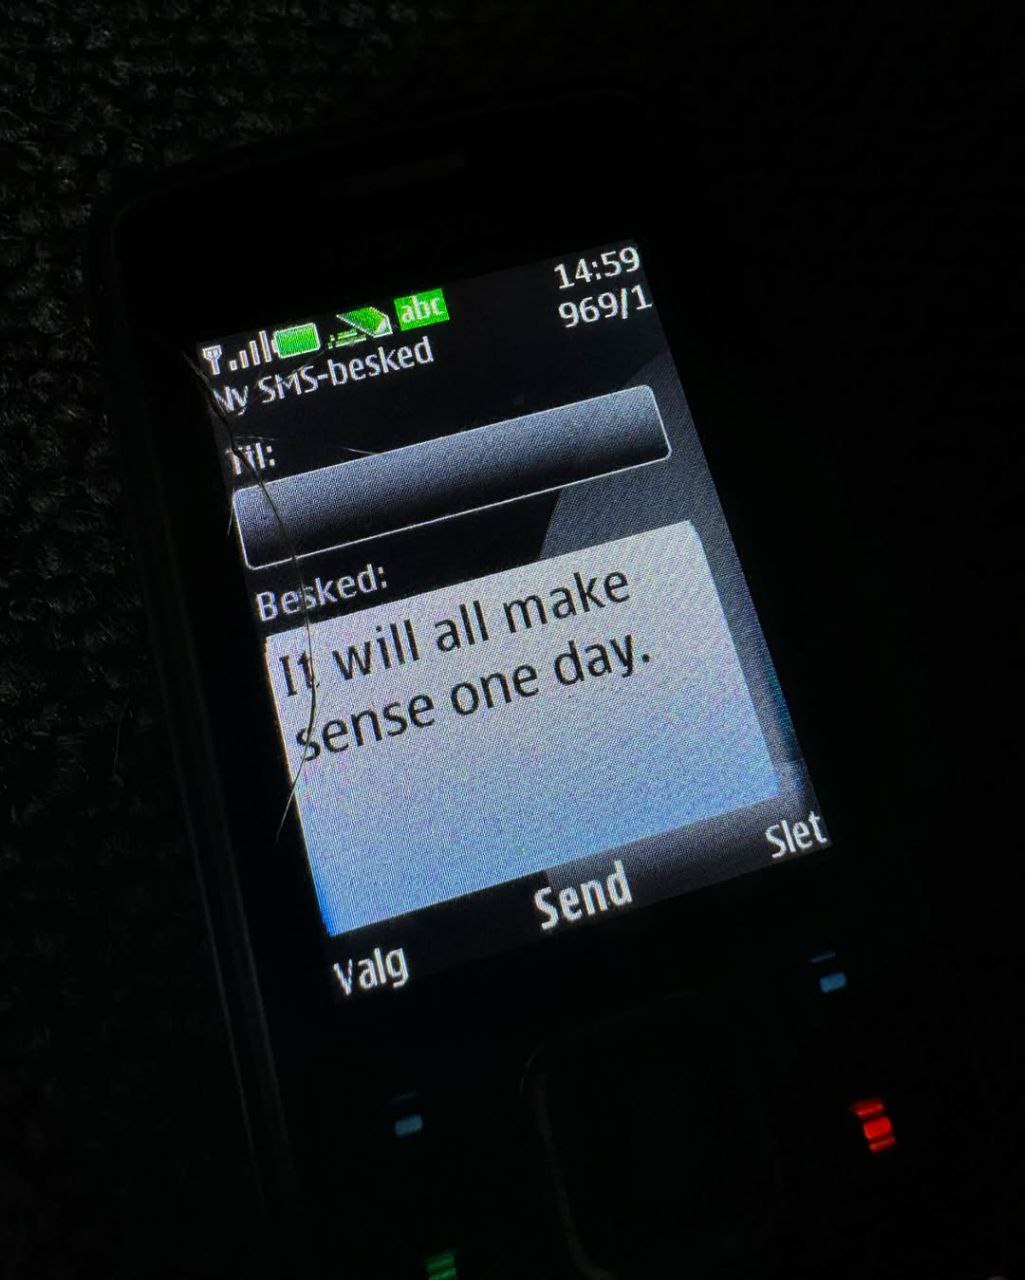 14:59
abc
969/1
Ny SMS-besked
Til:
Besked:
It will all make
sense one day.
Valg
Send
Slet